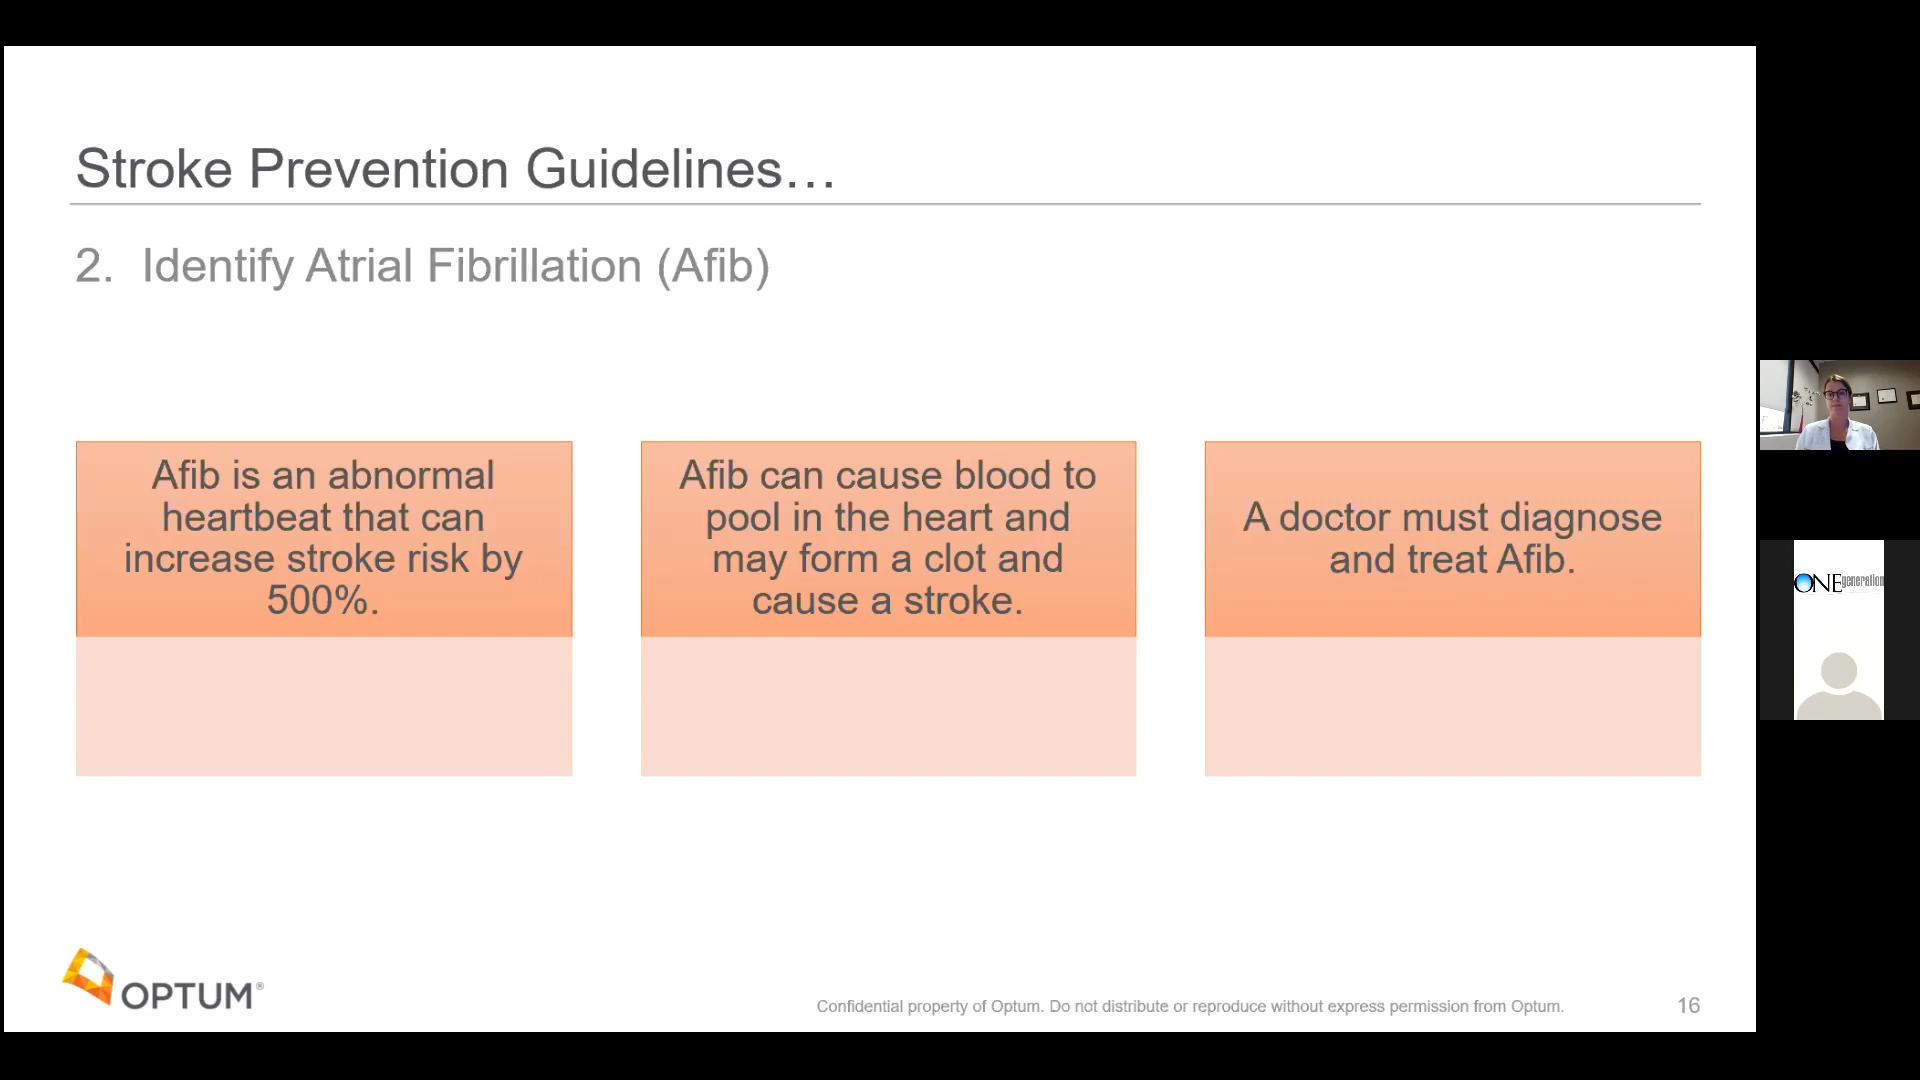 Stroke Prevention Guidelines…
2. Identify Atrial Fibrillation (Afib)
Afib is an abnormal
heartbeat that can
increase stroke risk by
500%.
Afib can cause blood to
pool in the heart and
may form a clot and
cause a stroke.
A doctor must diagnose
and treat Afib.
ONEgeneration
OPTUM®
Confidential property of Optum. Do not distribute or reproduce without express permission from Optum.
16